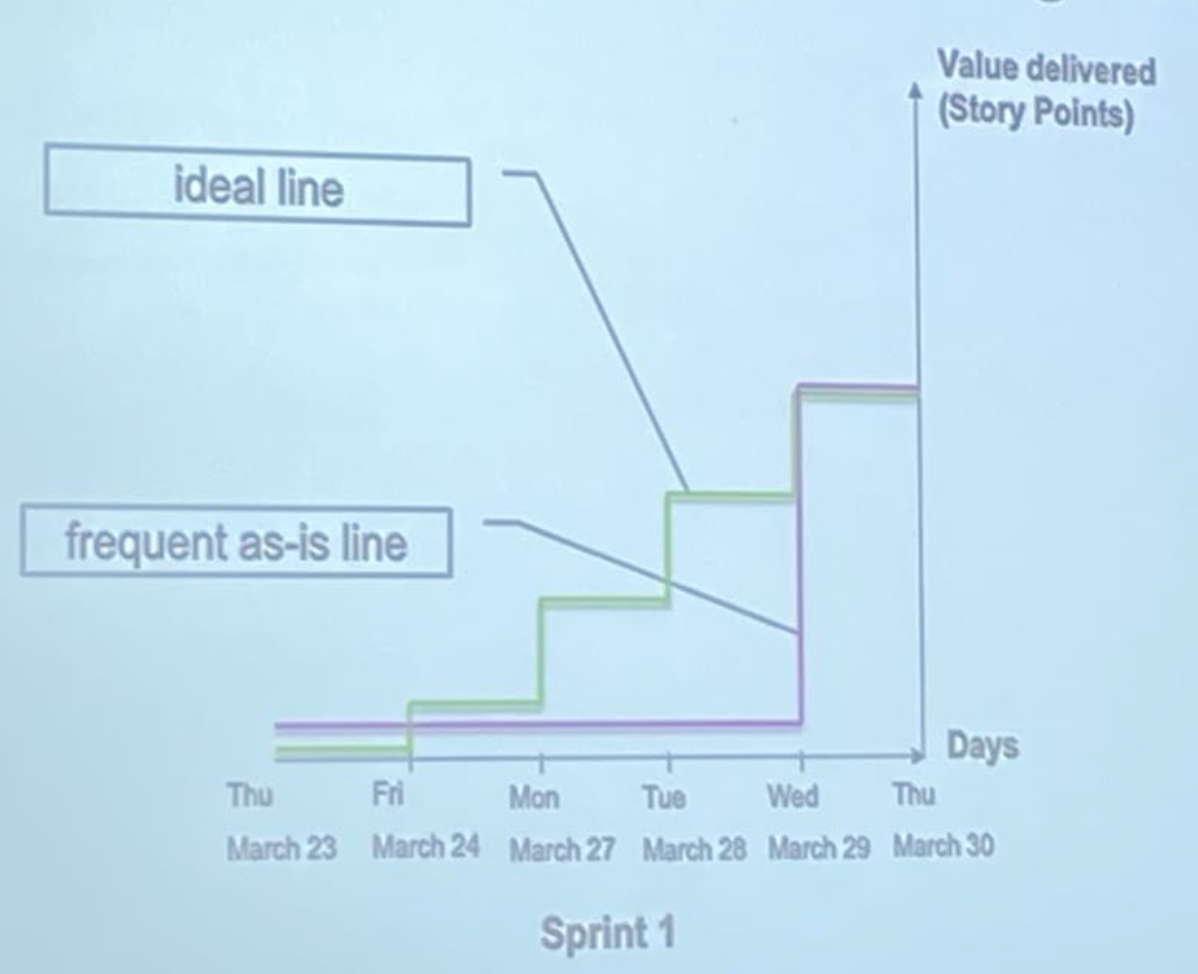 Value delivered
(Story Points)
ideal line
frequent as-is line
Days
Thu
Fri
Mon
Tue
Wed
Thu
March 23
March 24
March 27
March 28
March 29
March 30
Sprint 1